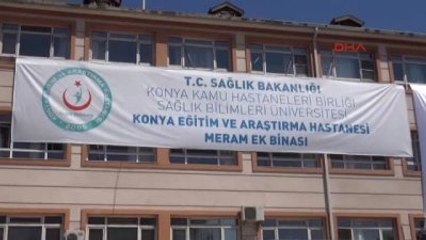 DHA
T.C. SAĞLIK BAKANLIĞI
KONYA KAMU HASTANELERİ BİRLİĞİ
SAĞLIK BİLİMLERİ ÜNİVERSİTESİ
KONYA EĞİTİM VE ARAŞTIRMA HASTANESİ
MERAM EK BİNASI